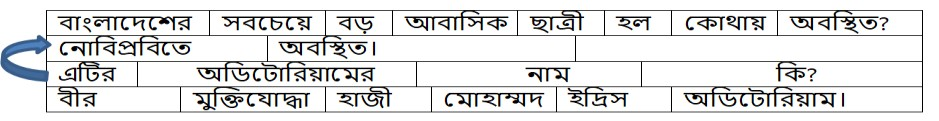 বাংলাদেশের সবচেয়ে বড় আবাসিক ছাত্রী হল কোথায় অবস্থিত?
নোবিপ্রবিতে অবস্থিত।
এটির অডিটোরিয়ামের নাম কি?
বীর মুক্তিযোদ্ধা হাজী মোহাম্মদ ইদ্রিস অডিটোরিয়াম।